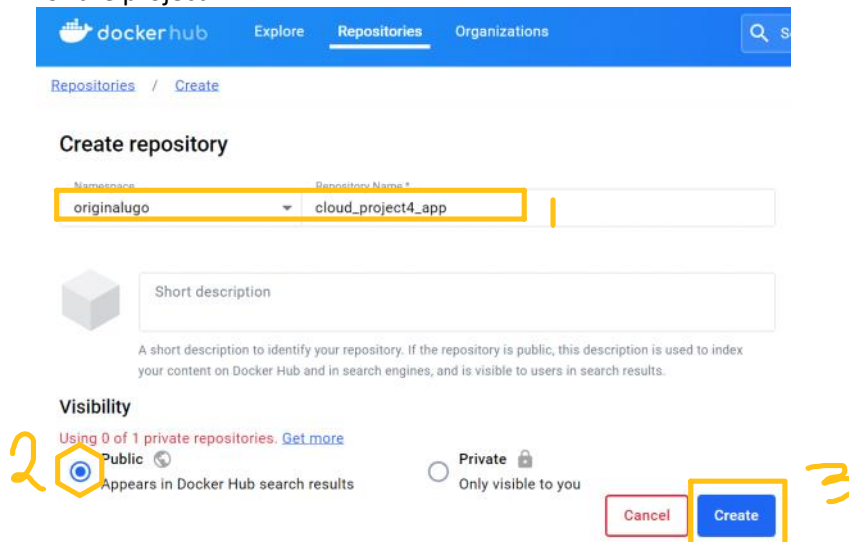 dockerhub Explore Repositories Organizations
Repositories / Create
Create repository
Namespace Repository Name *
originalugo cloud_project4_app
1
Short description
A short description to identify your repository. If the repository is public, this description is used to index
your content on Docker Hub and in search engines, and is visible to users in search results.
Visibility
Using 0 of 1 private repositories. Get more
2 Public Private
Appears in Docker Hub search results Only visible to you
Cancel Create 3